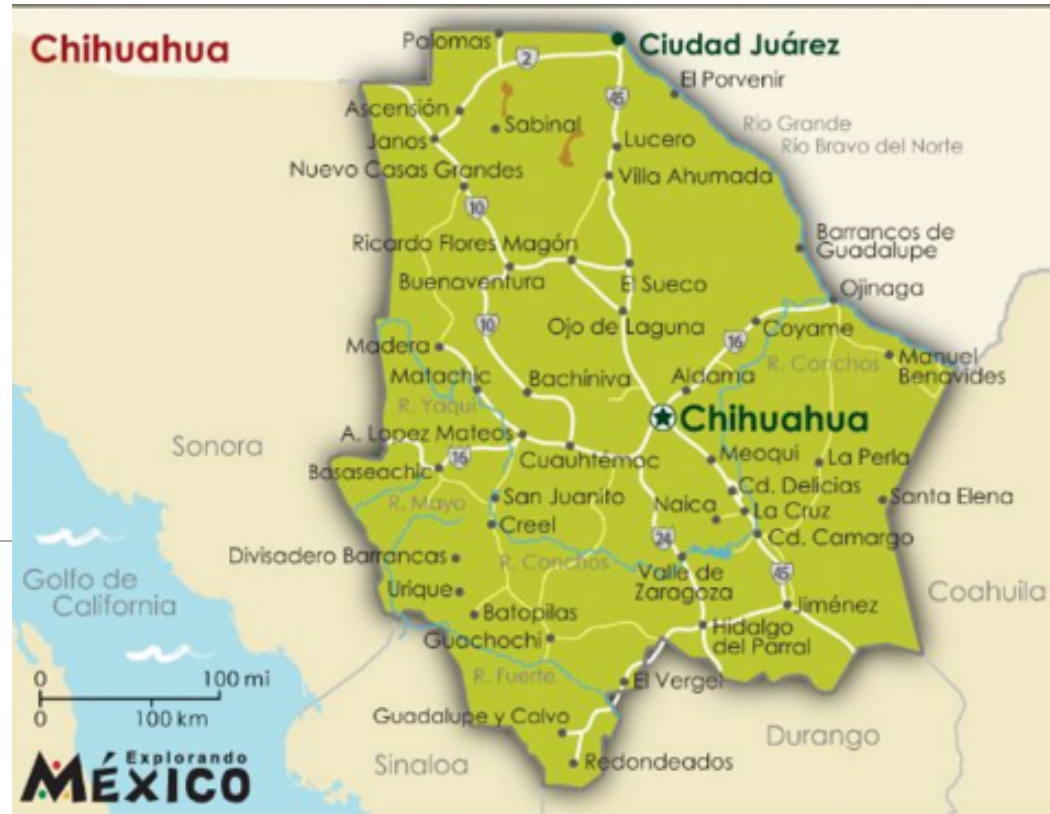 Chihuahua
Palomas
2
Ciudad Juárez
El Porvenir
45
Ascensión
Sabinal
Río Grande
Río Bravo del Norte
Janos
Lucero
Nuevo Casas Grandes
Villa Ahumada
10
Ricardo Flores Magón
Barrancos de
Guadalupe
Buenaventura
El Sueco
Ojinaga
10
Ojo de Laguna
Coyame
16
Madera
R. Conchos
Manuel
Benavides
Matachic
Bachíniva
Aldama
R. Yaqui
Chihuahua
A. Lopez Mateos
Sonora
16
Cuauhtémoc
Meoqui
La Perla
Basaseachic
Cd. Delicias
R. Mayo
San Juanito
Naica
La Cruz
Santa Elena
Creel
24
Cd. Camargo
Divisadero Barrancas
R. Conchos
45
Golfo de
California
Urique
Valle de
Zaragoza
Coahuila
Batopilas
Jiménez
Guachochi
Hidalgo
del Parral
0 100 mi
0 100 km
R. Fuerte
El Vergel
Guadalupe y Calvo
Durango
Explorando
MÉXICO
Sinaloa
Redondeados